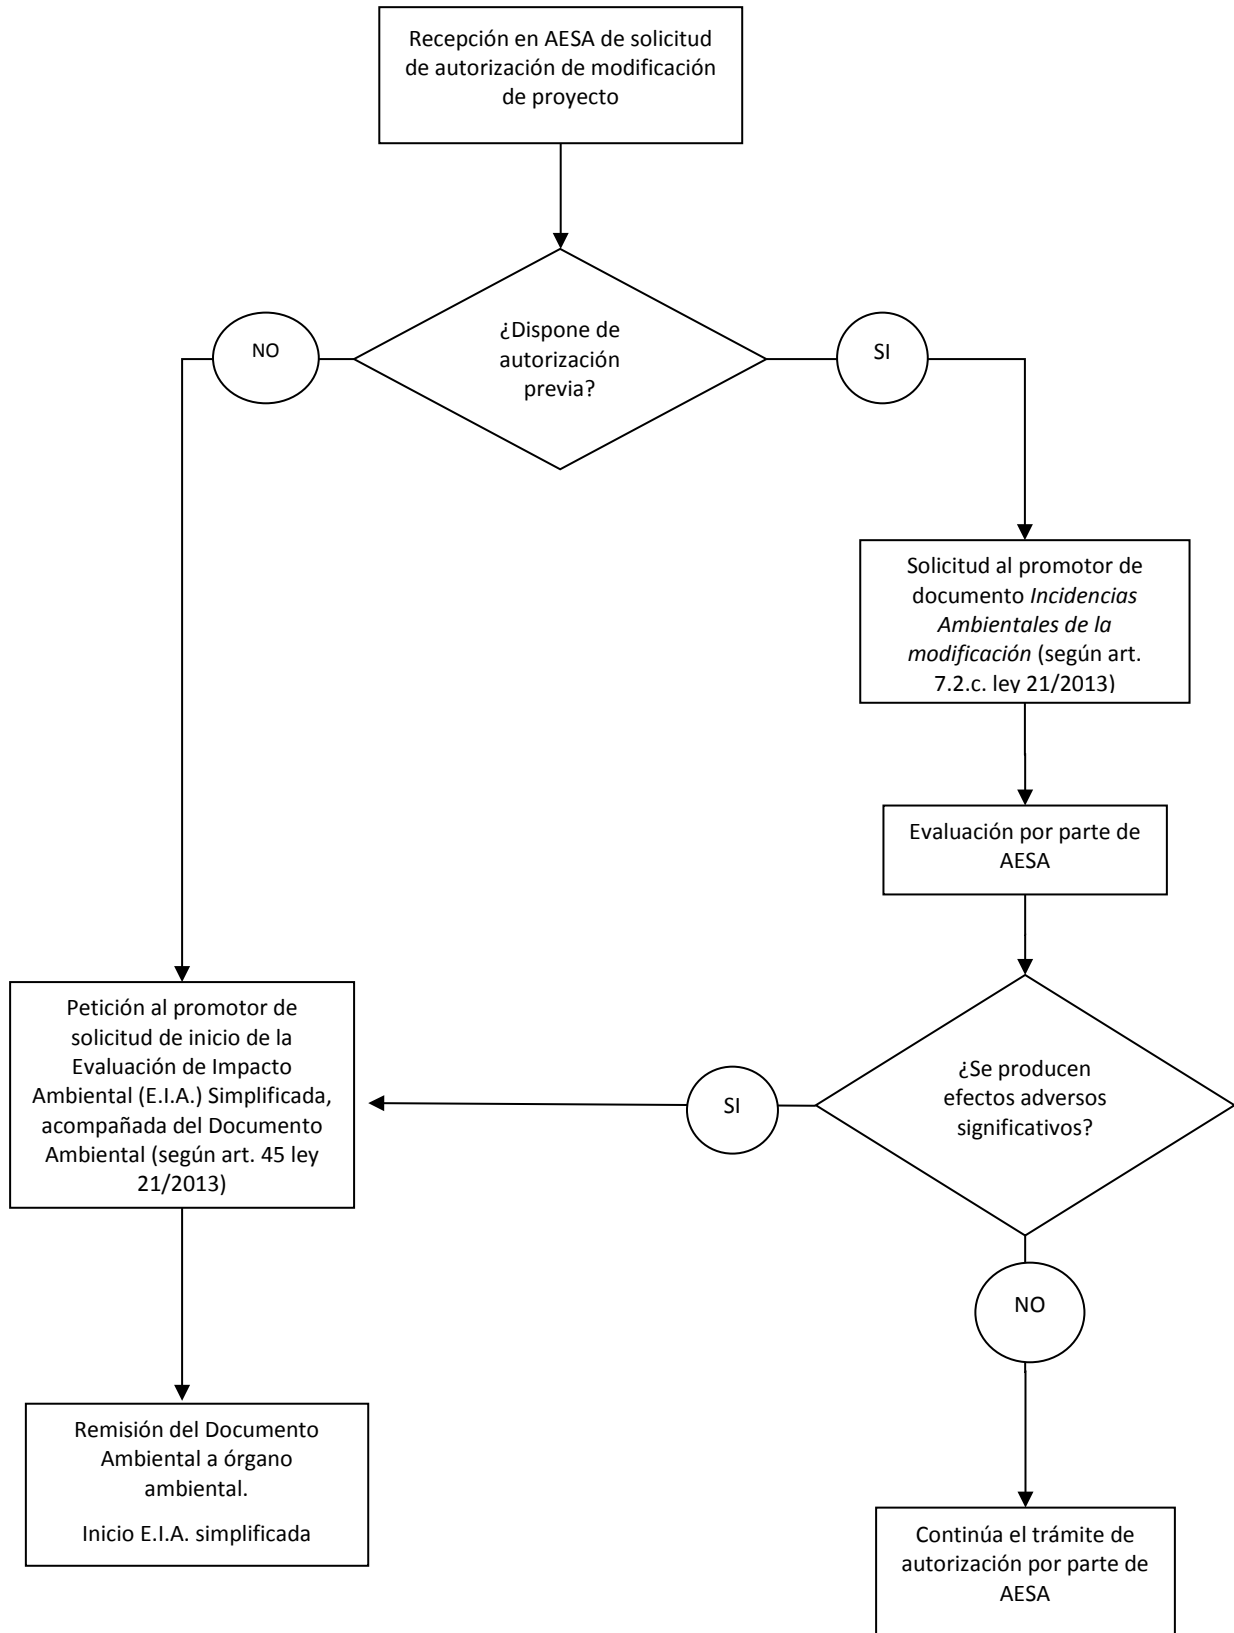 Recepción en AESA de solicitud
de autorización de modificación
de proyecto
¿Dispone de
autorización
previa?
NO
SI
Solicitud al promotor de
documento Incidencias
Ambientales de la
modificación (según art.
7.2.c. ley 21/2013)
Evaluación por parte de
AESA
Petición al promotor de
solicitud de inicio de la
Evaluación de Impacto
Ambiental (E.I.A.) Simplificada,
acompañada del Documento
Ambiental (según art. 45 ley
21/2013)
SI
¿Se producen
efectos adversos
significativos?
NO
Remisión del Documento
Ambiental a órgano
ambiental.
Inicio E.I.A. simplificada
Continúa el trámite de
autorización por parte de
AESA